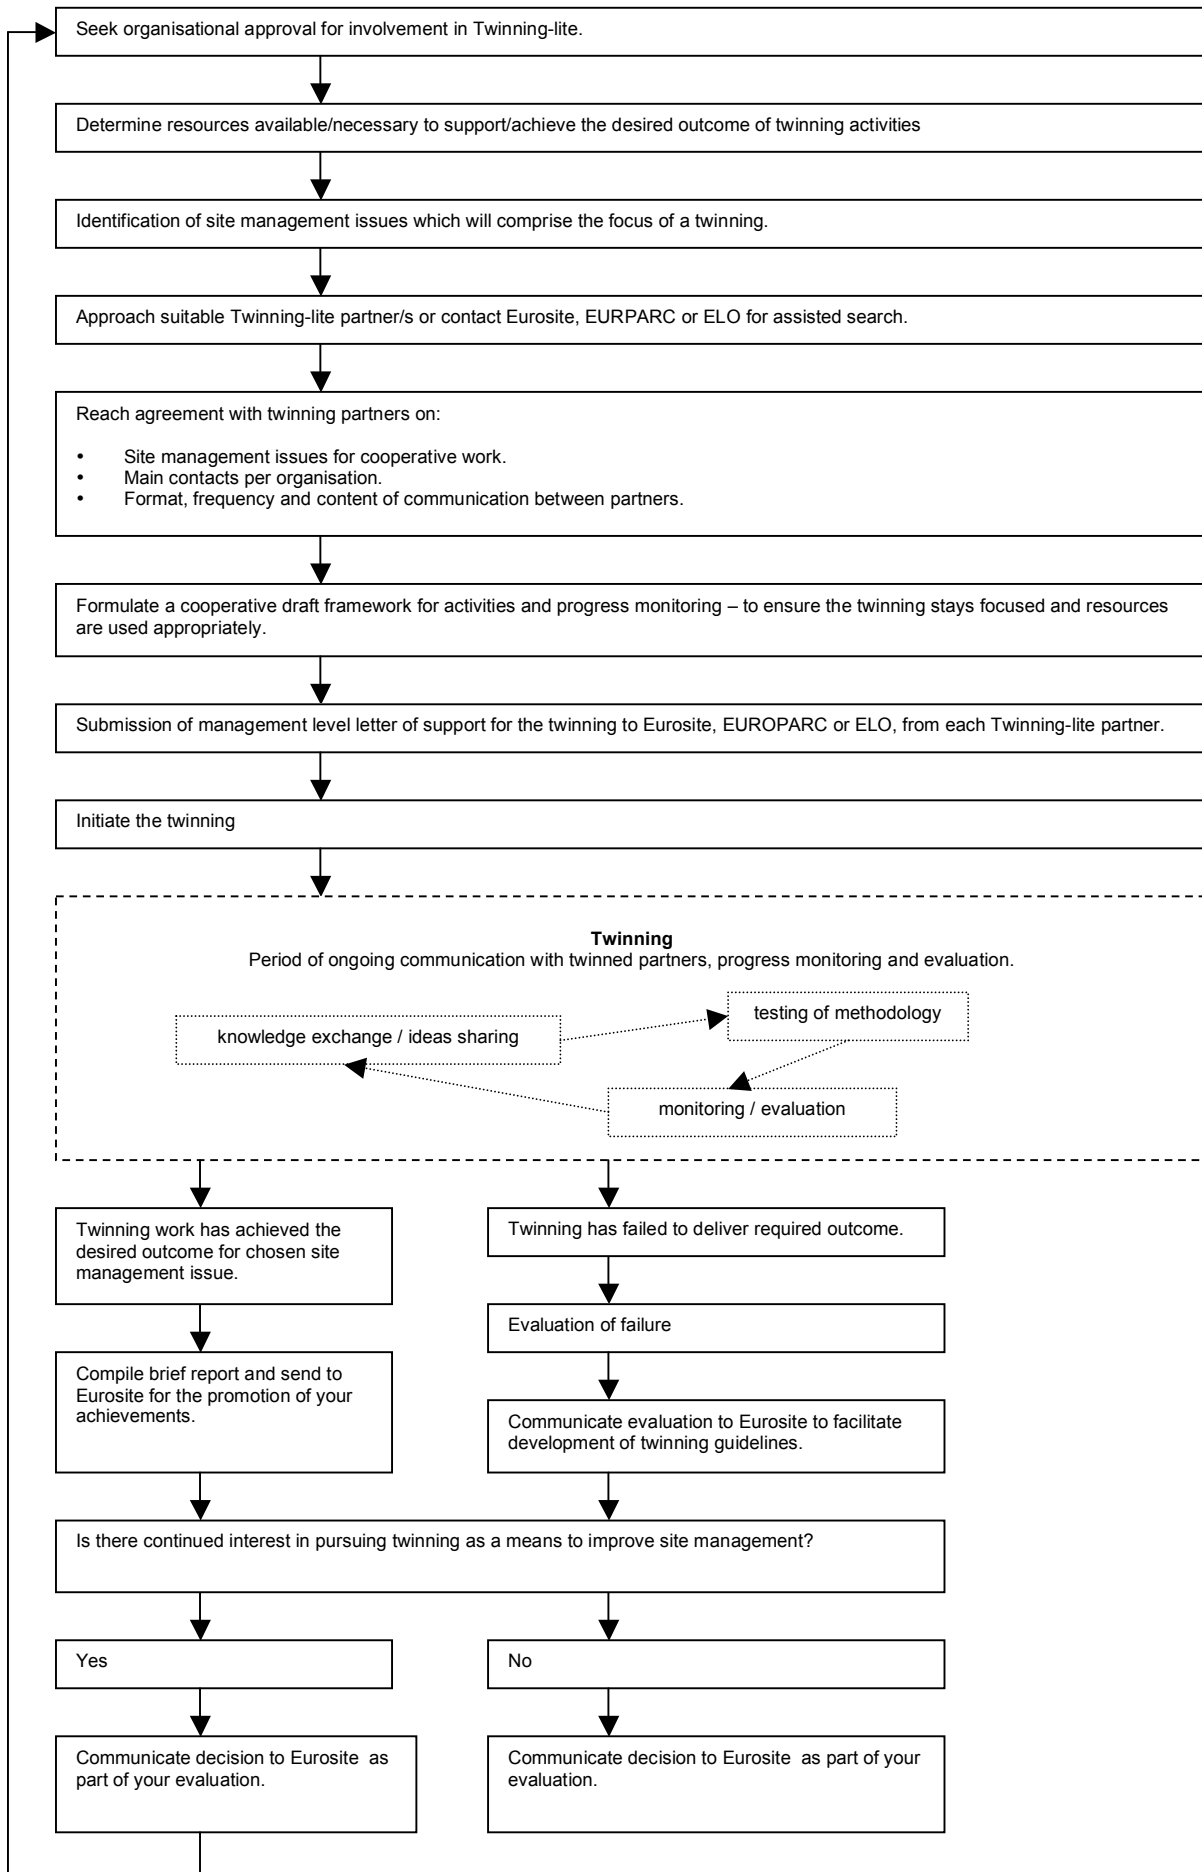 Seek organisational approval for involvement in Twinning-lite.
Determine resources available/necessary to support/achieve the desired outcome of twinning activities
Identification of site management issues which will comprise the focus of a twinning.
Approach suitable Twinning-lite partner/s or contact Eurosite, EURPARC or ELO for assisted search.
Reach agreement with twinning partners on:
• Site management issues for cooperative work.
• Main contacts per organisation.
• Format, frequency and content of communication between partners.
Formulate a cooperative draft framework for activities and progress monitoring – to ensure the twinning stays focused and resources
are used appropriately.
Submission of management level letter of support for the twinning to Eurosite, EUROPARC or ELO, from each Twinning-lite partner.
Initiate the twinning
Twinning
Period of ongoing communication with twinned partners, progress monitoring and evaluation.
knowledge exchange / ideas sharing
testing of methodology
monitoring / evaluation
Twinning work has achieved the
desired outcome for chosen site
management issue.
Twinning has failed to deliver required outcome.
Evaluation of failure
Compile brief report and send to
Eurosite for the promotion of your
achievements.
Communicate evaluation to Eurosite to facilitate
development of twinning guidelines.
Is there continued interest in pursuing twinning as a means to improve site management?
Yes
No
Communicate decision to Eurosite as
part of your evaluation.
Communicate decision to Eurosite as part of your
evaluation.